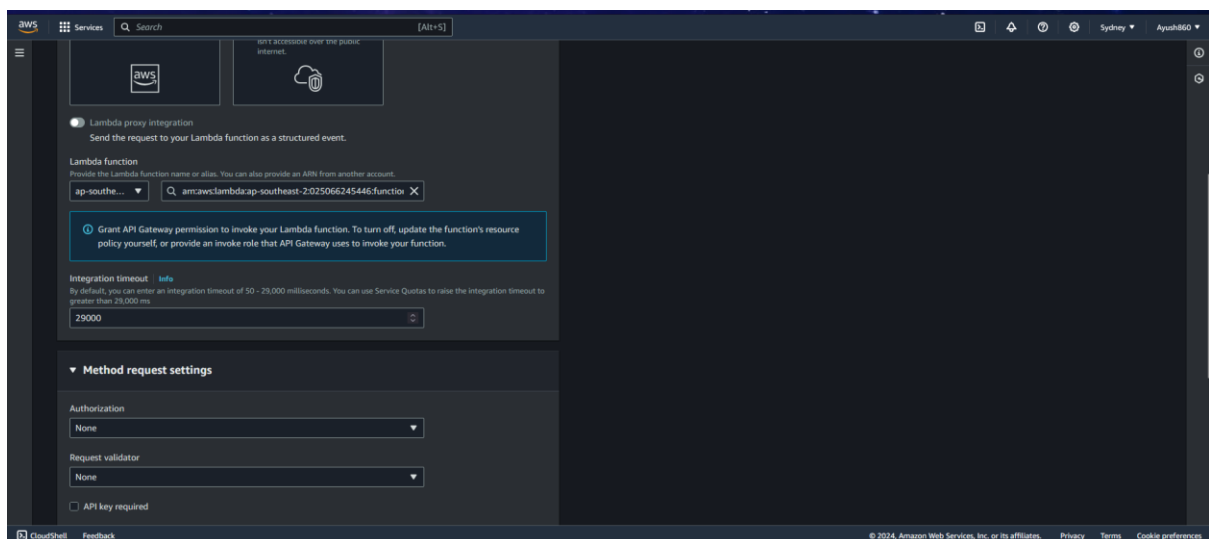 aws Services Search [Alt+S] Sydney ▼ Ayush860 ▼
isn't accessible over the public
internet.
aws
Lambda proxy integration
Send the request to your Lambda function as a structured event.
Lambda function
Provide the Lambda function name or alias. You can also provide an ARN from another account.
ap-southe... ▼ arn:aws:lambda:ap-southeast-2:025066245446:function
Grant API Gateway permission to invoke your Lambda function. To turn off, update the function's resource
policy yourself, or provide an invoke role that API Gateway uses to invoke your function.
Integration timeout | Info
By default, you can enter an integration timeout of 50 - 29,000 milliseconds. You can use Service Quotas to raise the integration timeout to
greater than 29,000 ms
29000
▼ Method request settings
Authorization
None
Request validator
None
API key required
CloudShell Feedback © 2024, Amazon Web Services, Inc. or its affiliates. Privacy Terms Cookie preferences